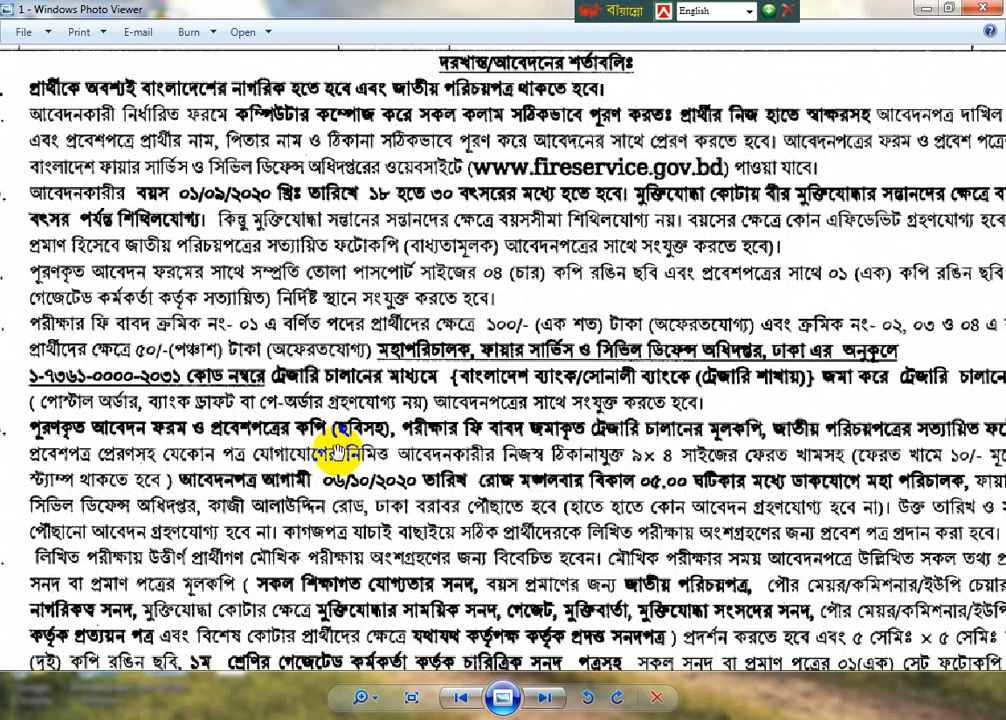 1 - Windows Photo Viewer
বাঁয়ান্নো English
File Print E-mail Burn Open
দরখাস্ত/আবেদনের শর্তাবলিঃ
প্রার্থীকে অবশ্যই বাংলাদেশের নাগরিক হতে হবে এবং জাতীয় পরিচয়পত্র থাকতে হবে।
আবেদনকারী নির্ধারিত ফরমে কম্পিউটার কম্পোজ করে সকল কলাম সঠিকভাবে পূরণ করতঃ প্রার্থীর নিজ হাতে স্বাক্ষরসহ আবেদনপত্র দাখিল
এবং প্রবেশপত্রে প্রার্থীর নাম, পিতার নাম ও ঠিকানা সঠিকভাবে পূরণ করে আবেদনের সাথে প্রেরণ করতে হবে। আবেদনপত্রের ফরম ও প্রবেশ পত্রে
বাংলাদেশ ফায়ার সার্ভিস ও সিভিল ডিফেন্স অধিদপ্তরের ওয়েবসাইটে (www.fireservice.gov.bd) পাওয়া যাবে।
আবেদনকারীর বয়স ০১/০৯/২০২০ খ্রিঃ তারিখে ১৮ হতে ৩০ বৎসরের মধ্যে হতে হবে। মুক্তিযোদ্ধা কোটায় বীর মুক্তিযোদ্ধার সন্তানদের ক্ষেত্রে ব
বৎসর পর্যন্ত শিথিলযোগ্য। কিন্তু মুক্তিযোদ্ধা সন্তানের সন্তানদের ক্ষেত্রে বয়সসীমা শিথিলযোগ্য নয়। বয়সের ক্ষেত্রে কোন এফিডেভিট গ্রহণযোগ্য হবে
প্রমাণ হিসেবে জাতীয় পরিচয়পত্রের সত্যায়িত ফটোকপি (বাধ্যতামূলক) আবেদনপত্রের সাথে সংযুক্ত করতে হবে)।
পূরণকৃত আবেদন ফরমের সাথে সম্প্রতি তোলা পাসপোর্ট সাইজের ০৪ (চার) কপি রঙিন ছবি এবং প্রবেশপত্রের সাথে ০১ (এক) কপি রঙিন ছবি
গেজেটেড কর্মকর্তা কর্তৃক সত্যায়িত) নির্দিষ্ট স্থানে সংযুক্ত করতে হবে।
পরীক্ষার ফি বাবদ ক্রমিক নং- ০১ এ বর্ণিত পদের প্রার্থীদের ক্ষেত্রে ১০০/- (এক শত) টাকা (অফেরতযোগ্য) এবং ক্রমিক নং- ০২, ০৩ ও ০৪ এ
প্রার্থীদের ক্ষেত্রে ৫০/-(পঞ্চাশ) টাকা (অফেরতযোগ্য) মহাপরিচালক, ফায়ার সার্ভিস ও সিভিল ডিফেন্স অধিদপ্তর, ঢাকা এর অনুকূলে
১-৭৩৬১-০০০০-২০৩১ কোড নম্বরে ট্রেজারি চালানের মাধ্যমে {বাংলাদেশ ব্যাংক/সোনালী ব্যাংকে (ট্রেজারি শাখায়)} জমা করে ট্রেজারি চালানে
( পোস্টাল অর্ডার, ব্যাংক ড্রাফট বা পে-অর্ডার গ্রহণযোগ্য নয়) আবেদনপত্রের সাথে সংযুক্ত করতে হবে।
পূরণকৃত আবেদন ফরম ও প্রবেশপত্রের কপি (ছবিসহ), পরীক্ষার ফি বাবদ জমাকৃত ট্রেজারি চালানের মূলকপি, জাতীয় পরিচয়পত্রের সত্যায়িত ফটো
প্রবেশপত্র প্রেরণসহ যেকোন পত্র যোগাযোগের নিমিত্ত আবেদনকারীর নিজস্ব ঠিকানাযুক্ত ৯× ৪ সাইজের ফেরত খামসহ (ফেরত খামে ১০/- মূ
স্ট্যাম্প থাকতে হবে ) আবেদনপত্র আগামী ০৬/১০/২০২০ তারিখ রোজ মঙ্গলবার বিকাল ০৫.০০ ঘটিকার মধ্যে ডাকযোগে মহা পরিচালক, ফায়া
সিভিল ডিফেন্স অধিদপ্তর, কাজী আলাউদ্দিন রোড, ঢাকা বরাবর পৌঁছাতে হবে (হাতে হাতে কোন আবেদন গ্রহণযোগ্য হবে না)। উক্ত তারিখ ও স
পৌঁছানো আবেদন গ্রহণযোগ্য হবে না। কাগজপত্র যাচাই বাছাইয়ে সঠিক প্রার্থীদেরকে লিখিত পরীক্ষায় অংশগ্রহণের জন্য প্রবেশ পত্র প্রদান করা হবে।
লিখিত পরীক্ষায় উত্তীর্ণ প্রার্থীগণ মৌখিক পরীক্ষায় অংশগ্রহণের জন্য বিবেচিত হবেন। মৌখিক পরীক্ষার সময় আবেদনপত্রে উল্লিখিত সকল তথ্য প্র
সনদ বা প্রমাণ পত্রের মূলকপি ( সকল শিক্ষাগত যোগ্যতার সনদ, বয়স প্রমাণের জন্য জাতীয় পরিচয়পত্র, পৌর মেয়র/কমিশনার/ইউপি চেয়ার
নাগরিকত্ব সনদ, মুক্তিযোদ্ধা কোটার ক্ষেত্রে মুক্তিযোদ্ধার সাময়িক সনদ, গেজেট, মুক্তিবার্তা, মুক্তিযোদ্ধা সংসদের সনদ, পৌর মেয়র/কমিশনার/ইউপি
কর্তৃক প্রত্যয়ন পত্র এবং বিশেষ কোটার প্রার্থীদের ক্ষেত্রে যথাযথ কর্তৃপক্ষ কর্তৃক প্রদত্ত সনদপত্র ) প্রদর্শন করতে হবে এবং ৫ সেমিঃ × ৫ সেমিঃ
(দুই) কপি রঙিন ছবি, ১ম শ্রেণির গেজেটেড কর্মকর্তা কর্তৃক চারিত্রিক সনদ পত্রসহ সকল সনদ বা প্রমাণ পত্রের ০১(এক) সেট ফটোকপি